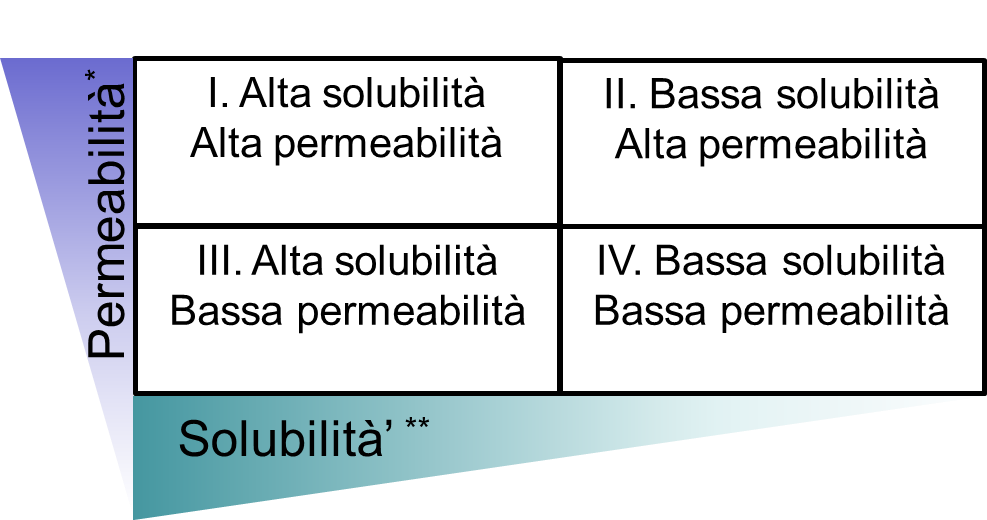 Permeabilità*
I. Alta solubilità
Alta permeabilità
II. Bassa solubilità
Alta permeabilità
III. Alta solubilità
Bassa permeabilità
IV. Bassa solubilità
Bassa permeabilità
Solubilità’ **